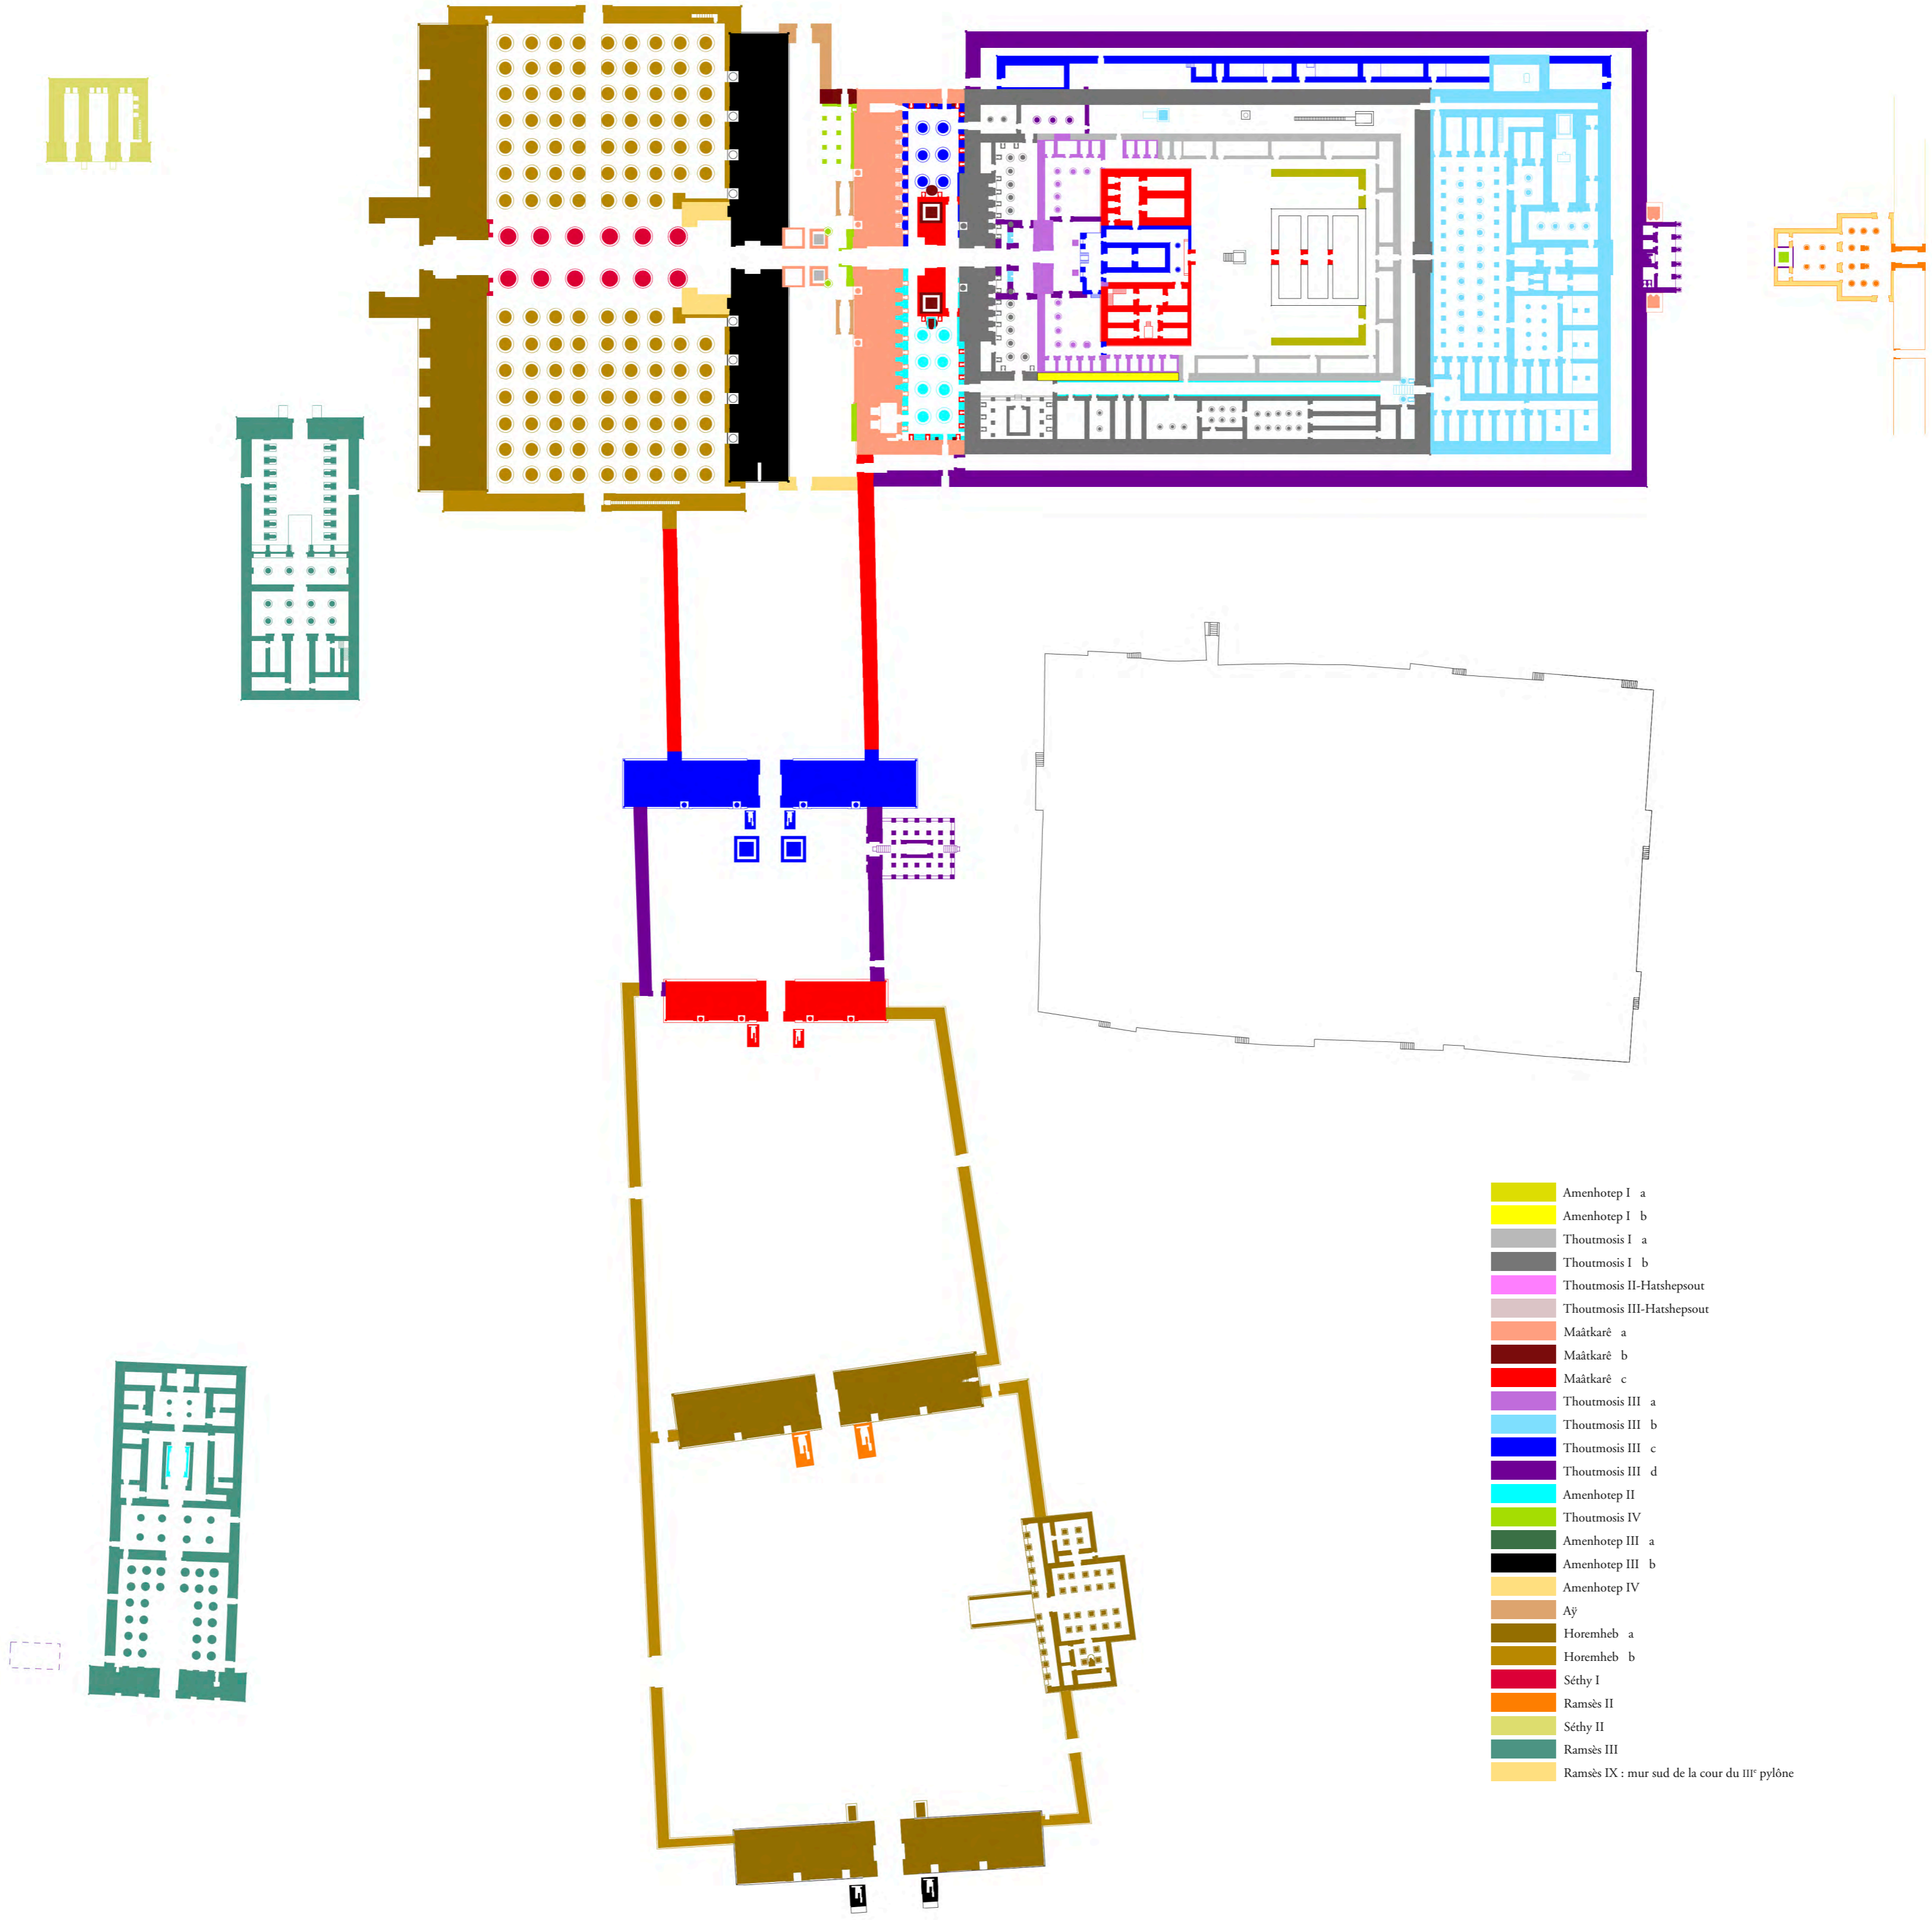 Amenhotep I a
Amenhotep I b
Thoutmosis I a
Thoutmosis I b
Thoutmosis II-Hatshepsout
Thoutmosis III-Hatshepsout
Maâtkarê a
Maâtkarê b
Maâtkarê c
Thoutmosis III a
Thoutmosis III b
Thoutmosis III c
Thoutmosis III d
Amenhotep II
Thoutmosis IV
Amenhotep III a
Amenhotep III b
Amenhotep IV
Aÿ
Horemheb a
Horemheb b
Séthy I
Ramsès II
Séthy II
Ramsès III
Ramsès IX : mur sud de la cour du IIIᵉ pylône